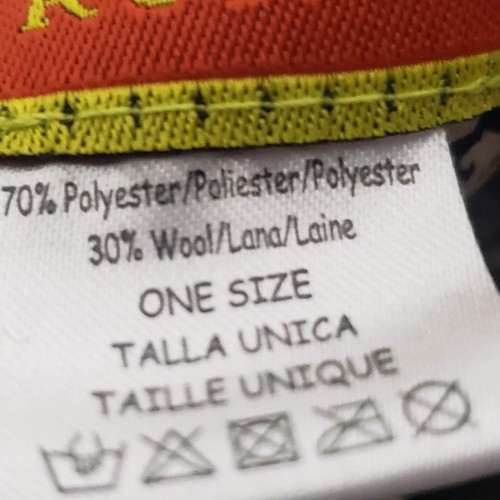 70% Polyester/Poliester/Polyester
30% Wool/Lana/Laine
ONE SIZE
TALLA UNICA
TAILLE UNIQUE